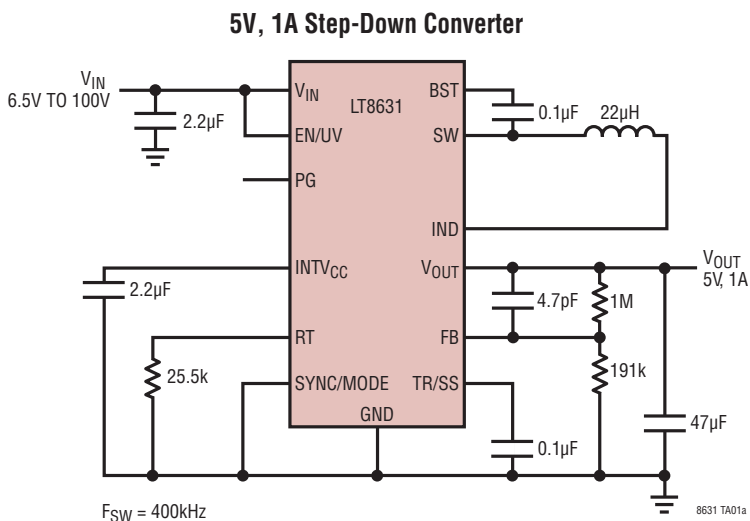 5V, 1A Step-Down Converter
VIN
6.5V TO 100V
2.2µF
VIN
EN/UV
PG
INTVCC
RT
SYNC/MODE
GND
LT8631
BST
SW
IND
VOUT
FB
TR/SS
0.1µF
22µH
VOUT
5V, 1A
4.7pF
1M
191k
47µF
0.1µF
2.2µF
25.5k
FSW = 400kHz
8631 TA01a